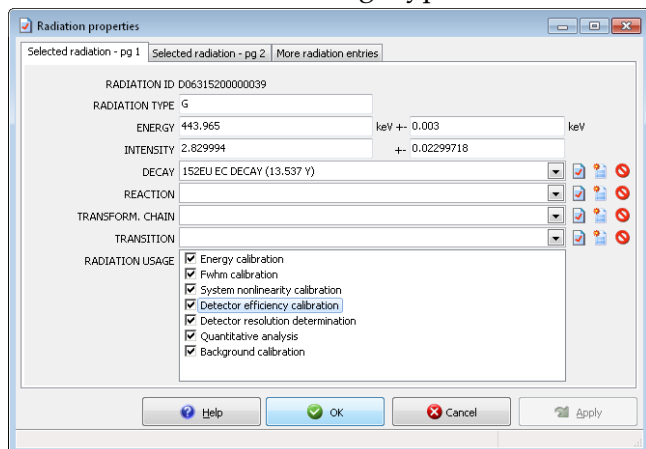 Radiation properties
Selected radiation - pg 1 Selected radiation - pg 2 More radiation entries
RADIATION ID D06315200000039
RADIATION TYPE G
ENERGY 443.965 keV +- 0.003 keV
INTENSITY 2.829994 +- 0.02299718
DECAY 152EU EC DECAY (13.537 Y)
REACTION
TRANSFORM. CHAIN
TRANSITION
RADIATION USAGE Energy calibration
Fwhm calibration
System nonlinearity calibration
Detector efficiency calibration
Detector resolution determination
Quantitative analysis
Background calibration
Help OK Cancel Apply